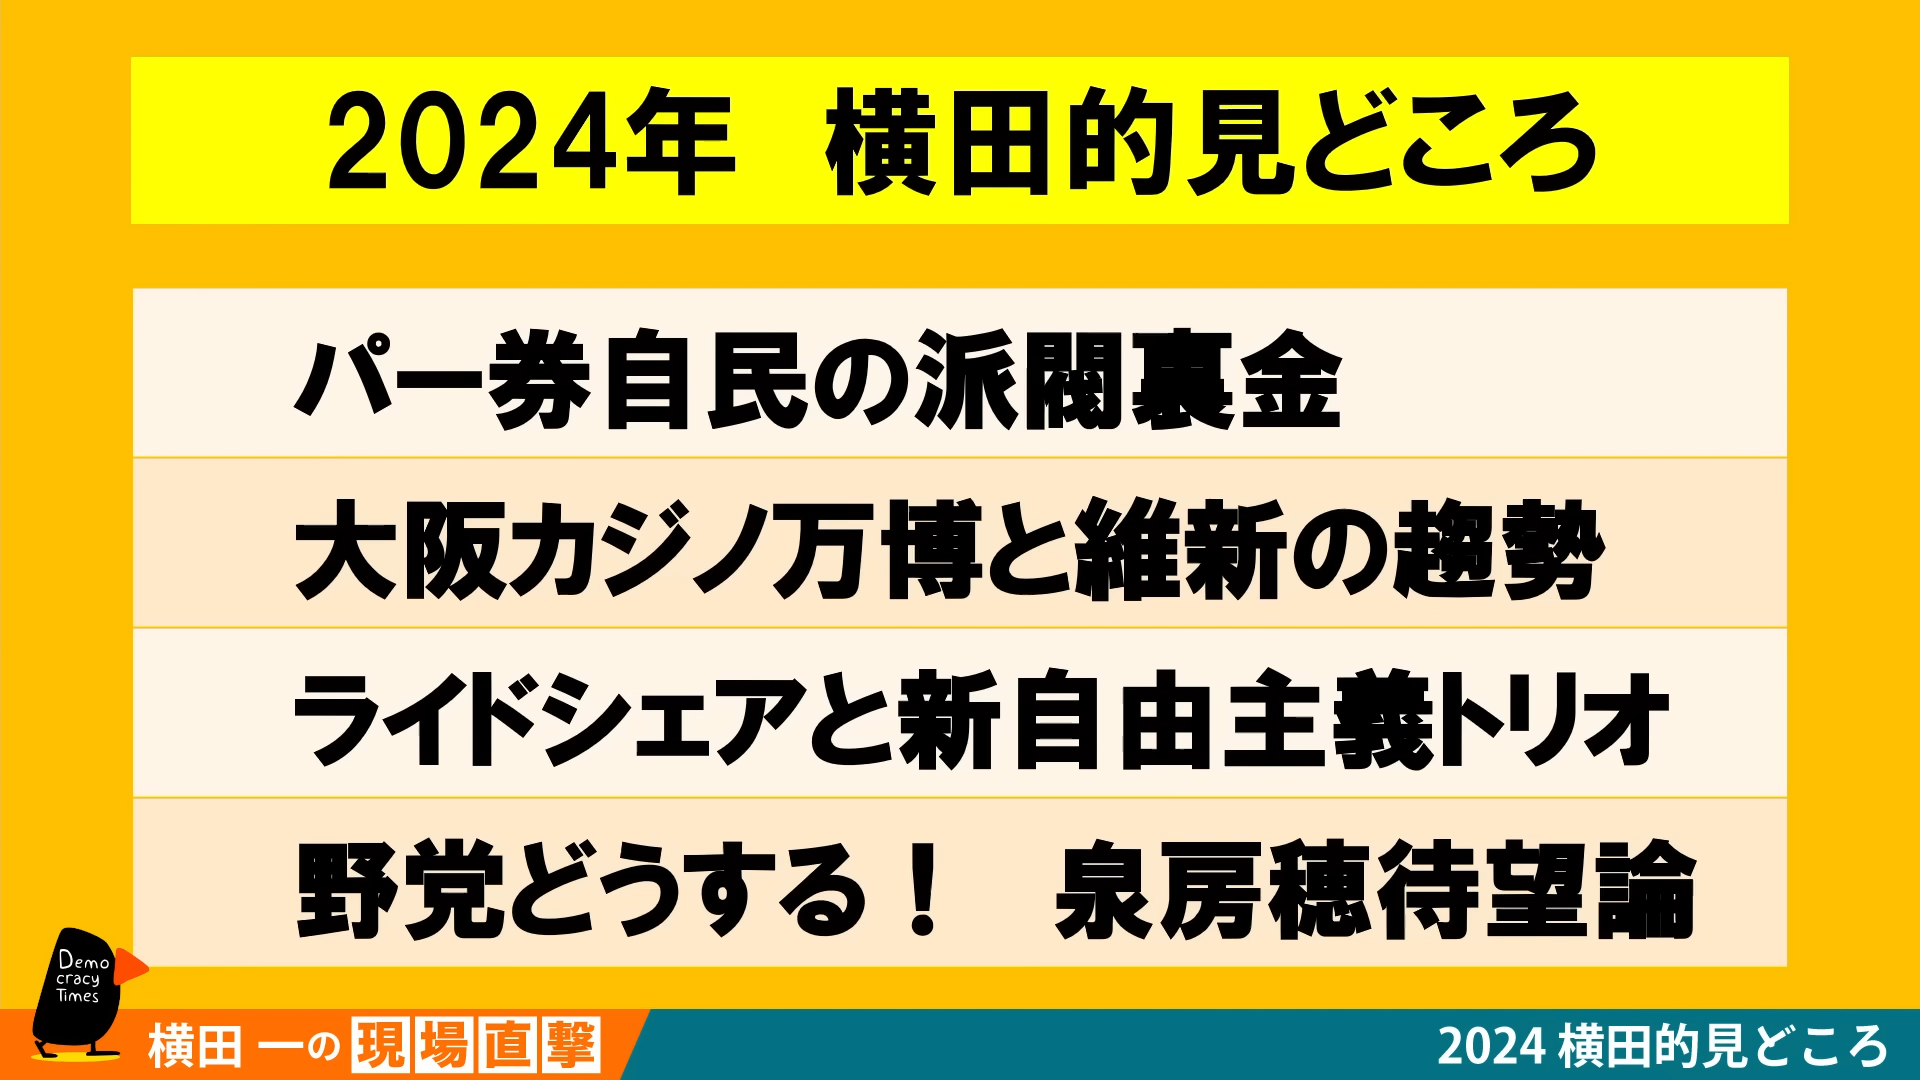 2024年　横田的見どころ
パー券自民の派閥裏金
大阪カジノ万博と維新の趨勢
ライドシェアと新自由主義トリオ
野党どうする！　泉房穂待望論
Demo
cracy
Times
横田一の現場直撃
2024 横田的見どころ